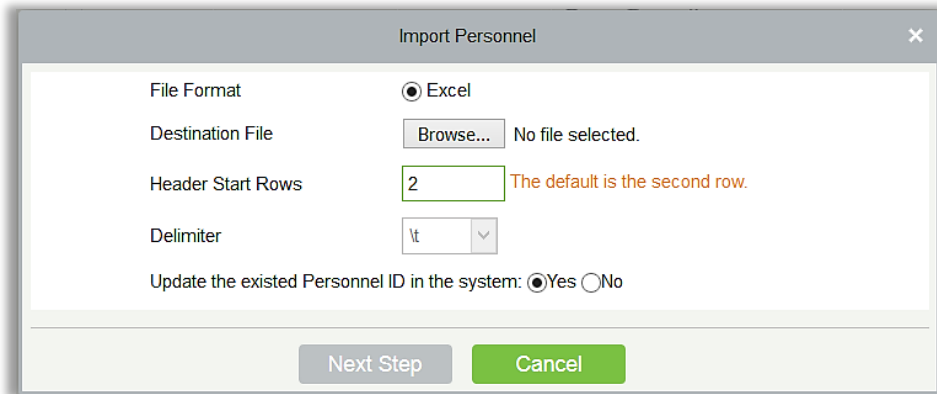 Import Personnel
File Format Excel
Destination File Browse... No file selected.
Header Start Rows 2 The default is the second row.
Delimiter \t
Update the existed Personnel ID in the system: Yes No
Next Step Cancel